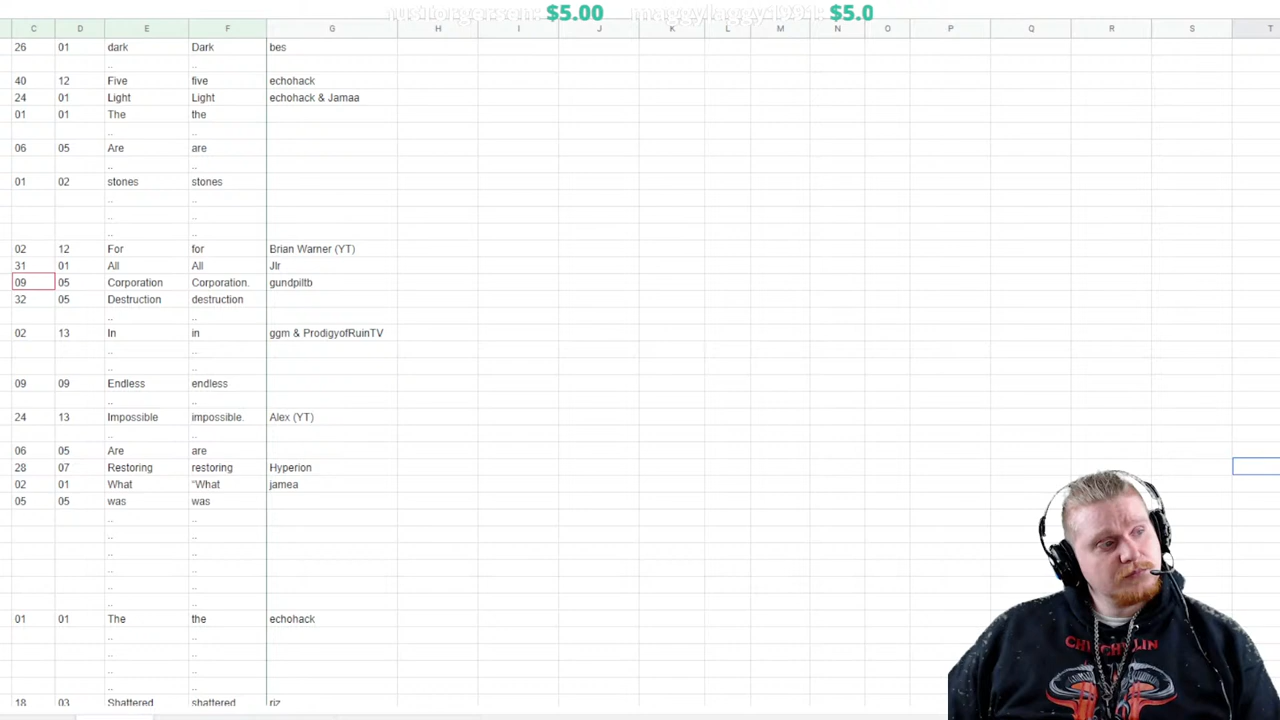 $5.00 maggylaggy1991: $5.0
C D E F G H I J K L M N O P Q R S T
26 01 dark Dark bes
.. ..
40 12 Five five echohack
24 01 Light Light echohack & Jamaa
01 01 The the
.. ..
06 05 Are are
.. ..
01 02 stones stones
.. ..
.. ..
.. ..
02 12 For for Brian Warner (YT)
31 01 All All Jlr
09 05 Corporation Corporation. gundpiltb
32 05 Destruction destruction
.. ..
02 13 In in ggm & ProdigyofRuinTV
.. ..
.. ..
09 09 Endless endless
.. ..
24 13 Impossible impossible. Alex (YT)
.. ..
06 05 Are are
28 07 Restoring restoring Hyperion
02 01 What "What jamea
05 05 was was
.. ..
.. ..
.. ..
.. ..
.. ..
.. ..
01 01 The the echohack
.. ..
.. ..
.. ..
.. ..
18 03 Shattered shattered riz